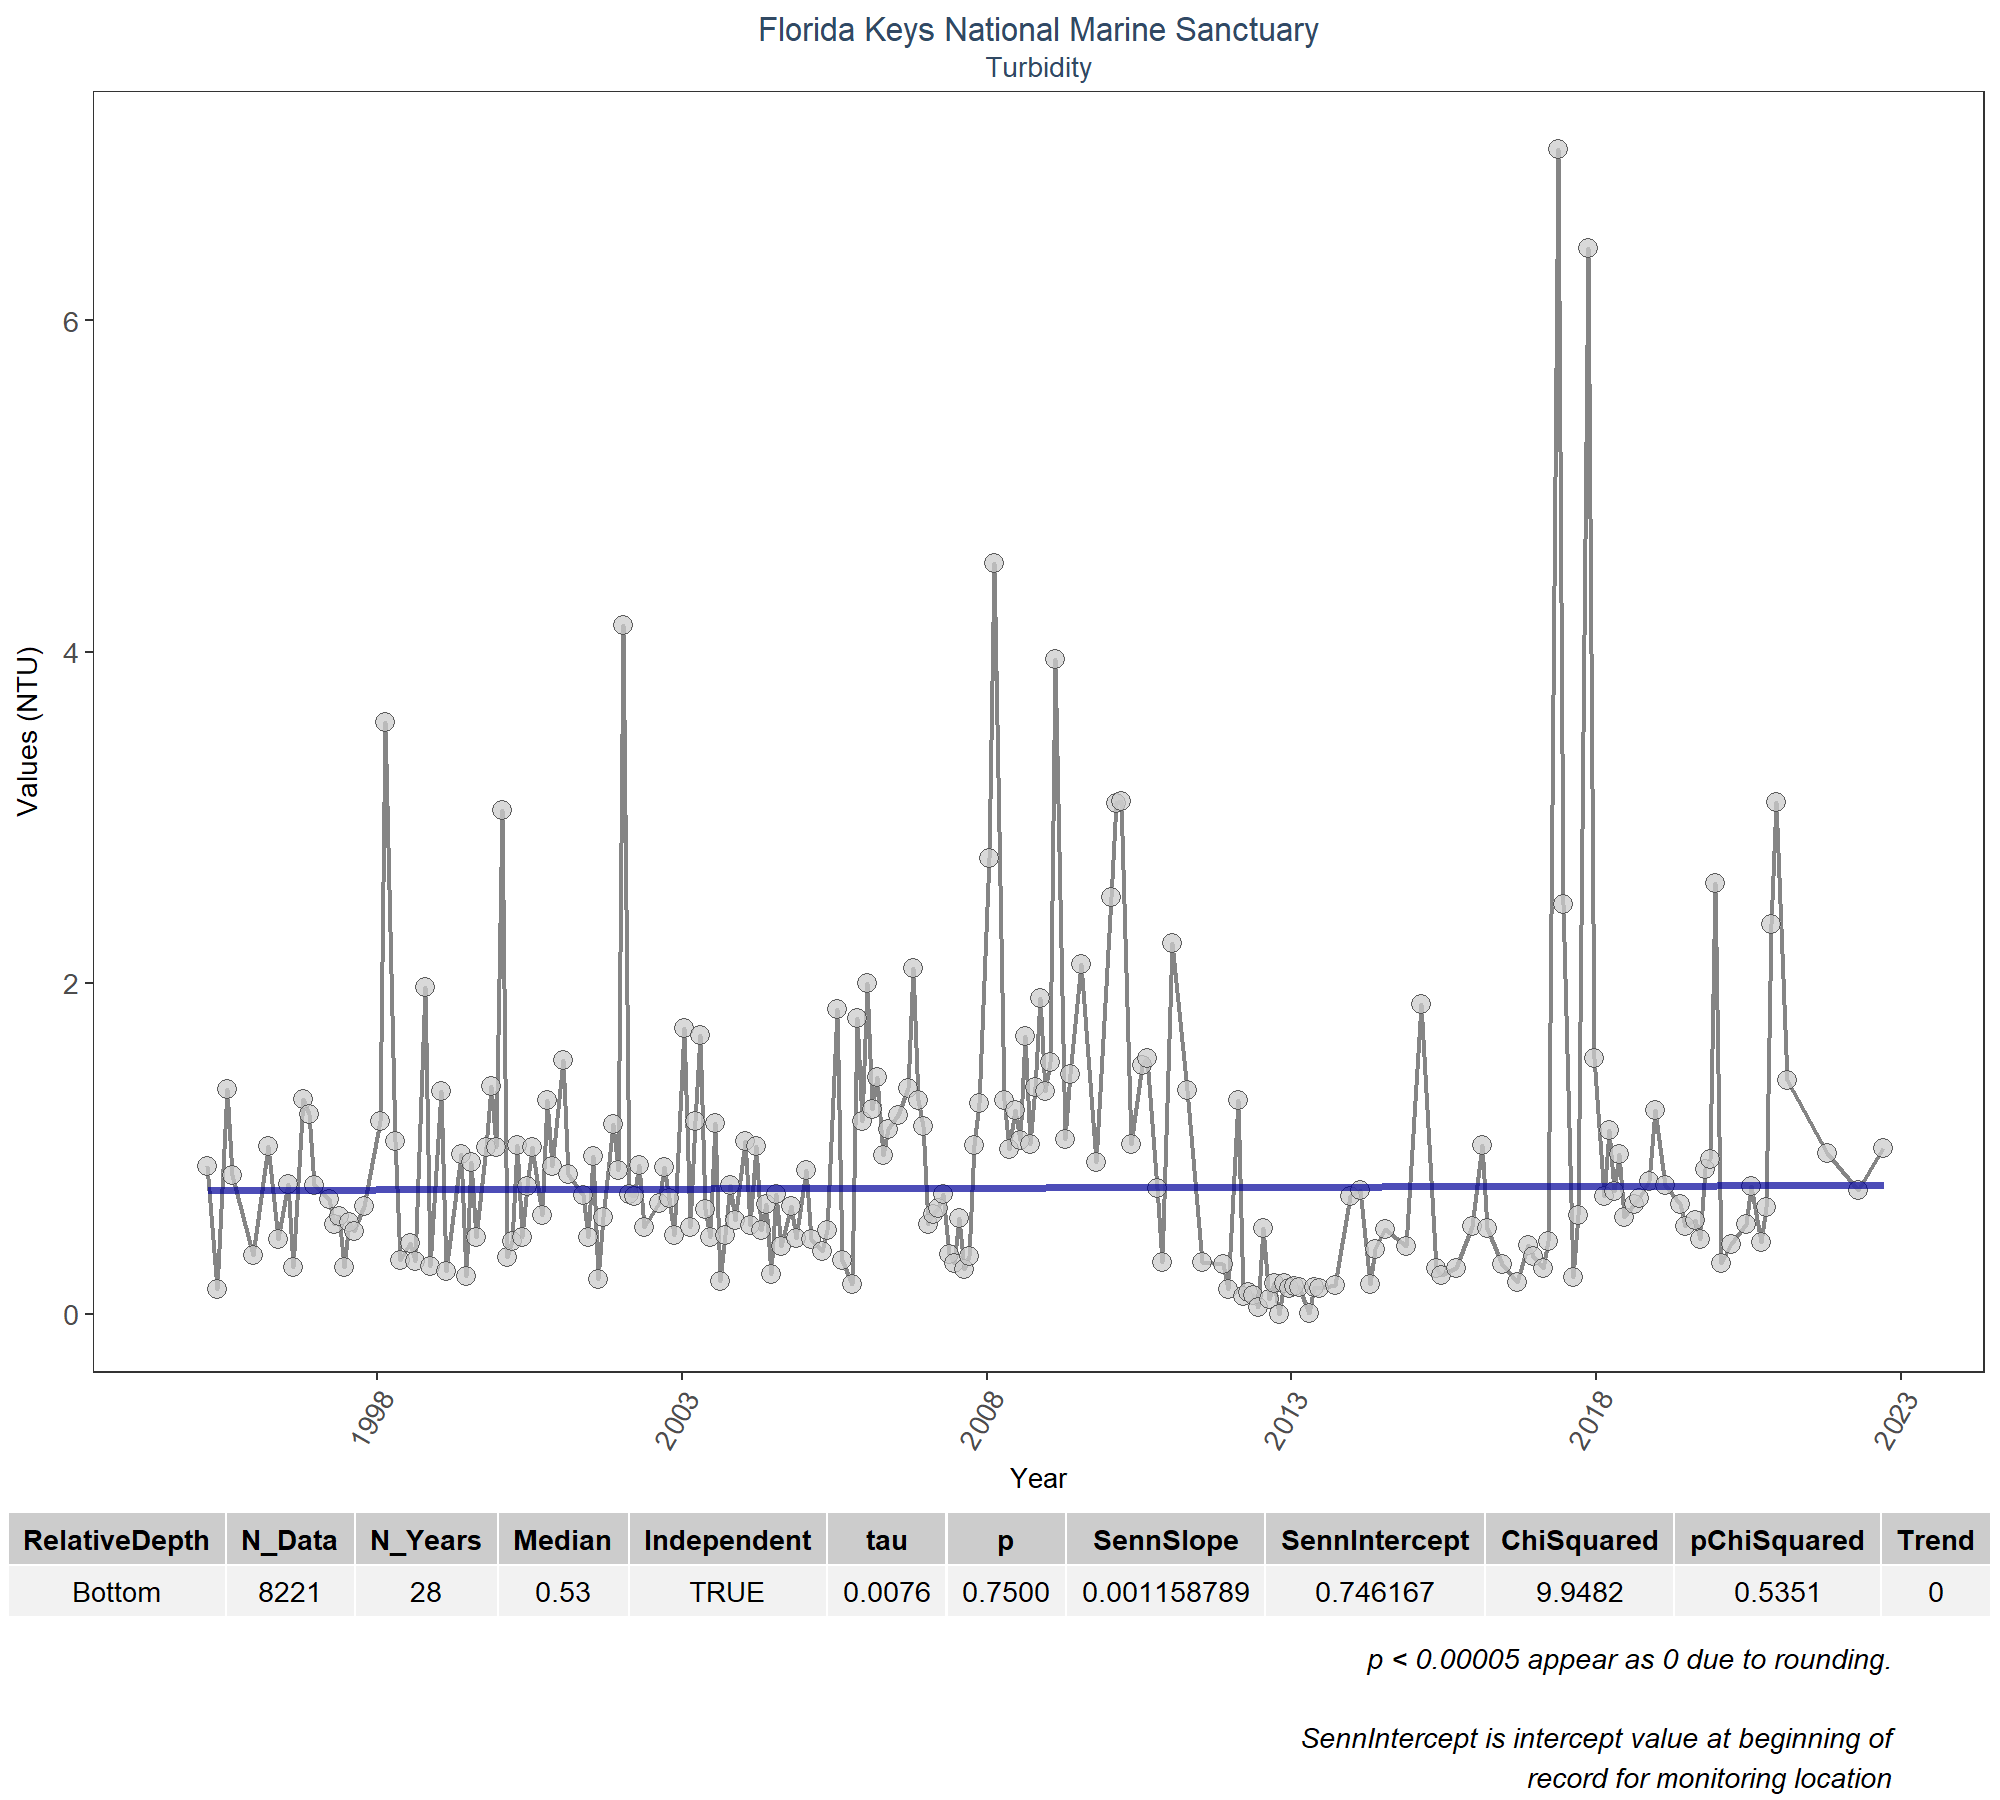 Florida Keys National Marine Sanctuary
Turbidity
Values (NTU)
6
4
2
0
1998 2003 2008 2013 2018 2023
Year
RelativeDepth N_Data N_Years Median Independent tau p SennSlope SennIntercept ChiSquared pChiSquared Trend
Bottom 8221 28 0.53 TRUE 0.0076 0.7500 0.001158789 0.746167 9.9482 0.5351 0
p < 0.00005 appear as 0 due to rounding.
SennIntercept is intercept value at beginning of
record for monitoring location